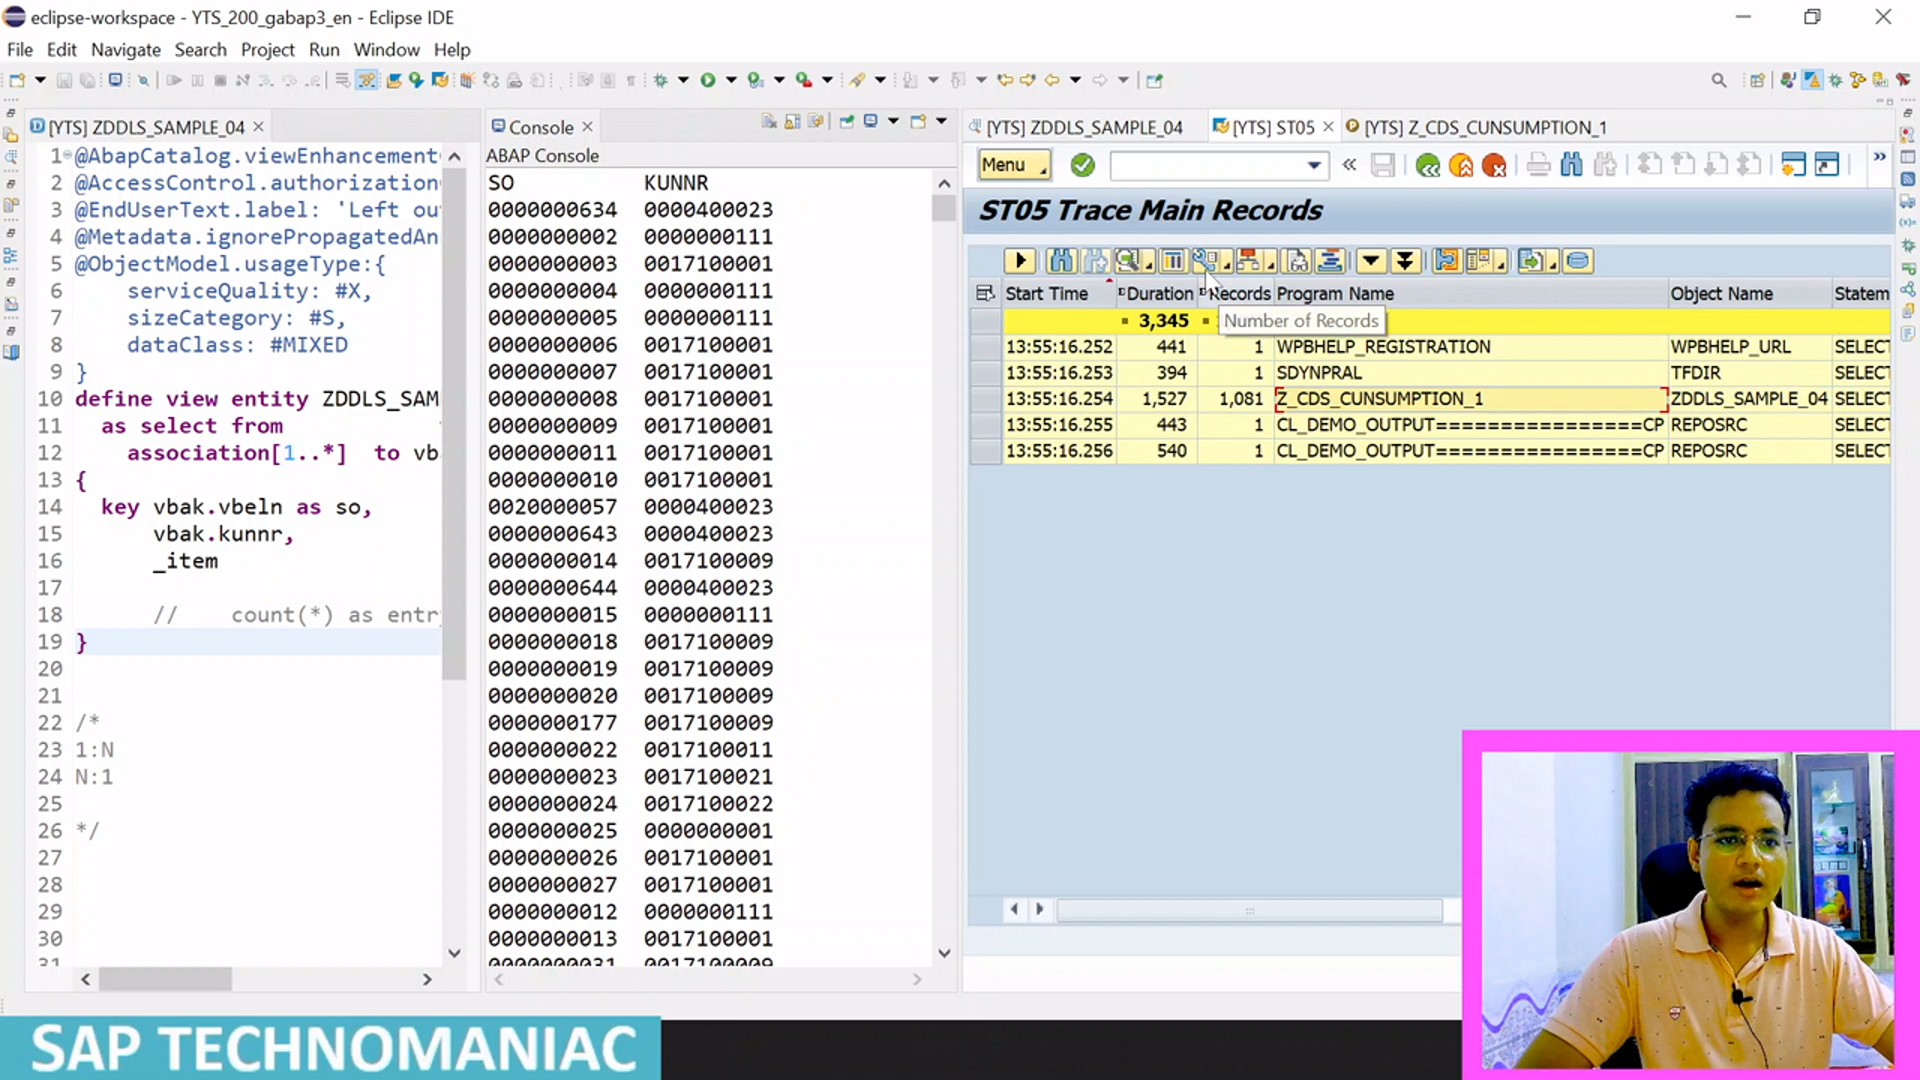 eclipse-workspace - YTS_200_gabap3_en - Eclipse IDE
File Edit Navigate Search Project Run Window Help
[YTS] ZDDLS_SAMPLE_04
1 @AbapCatalog.viewEnhancement
2 @AccessControl.authorization
3 @EndUserText.label: 'Left ou
4 @Metadata.ignorePropagatedAn
5 @ObjectModel.usageType:{
6 serviceQuality: #X,
7 sizeCategory: #S,
8 dataClass: #MIXED
9 }
10 define view entity ZDDLS_SAM
11 as select from
12 association[1..*] to vb
13 {
14 key vbak.vbeln as so,
15 vbak.kunnr,
16 _item
17
18 // count(*) as entr
19 }
20
21
22 /*
23 1:N
24 N:1
25
26 */
27
28
29
30
31
Console
ABAP Console
SO KUNNR
0000000634 0000400023
0000000002 0000000111
0000000003 0017100001
0000000004 0000000111
0000000005 0000000111
0000000006 0017100001
0000000007 0017100001
0000000008 0017100001
0000000009 0017100001
0000000011 0017100001
0000000010 0017100001
0020000057 0000400023
0000000643 0000400023
0000000014 0017100009
0000000644 0000400023
0000000015 0000000111
0000000018 0017100009
0000000019 0017100009
0000000020 0017100009
0000000177 0017100009
0000000022 0017100011
0000000023 0017100021
0000000024 0017100022
0000000025 0000000001
0000000026 0017100001
0000000027 0017100001
0000000012 0000000111
0000000013 0017100001
0000000031 0017100009
[YTS] ZDDLS_SAMPLE_04 [YTS] ST05 [YTS] Z_CDS_CUNSUMPTION_1
Menu
ST05 Trace Main Records
Start Time Duration Records Program Name Object Name Statem
3,345
Number of Records
13:55:16.252 441 1 WPBHELP_REGISTRATION WPBHELP_URL SELECT
13:55:16.253 394 1 SDYNPRAL TFDIR SELECT
13:55:16.254 1,527 1,081 Z_CDS_CUNSUMPTION_1 ZDDLS_SAMPLE_04 SELECT
13:55:16.255 443 1 CL_DEMO_OUTPUT================CP REPOSRC SELECT
13:55:16.256 540 1 CL_DEMO_OUTPUT================CP REPOSRC SELECT
SAP TECHNOMANIAC